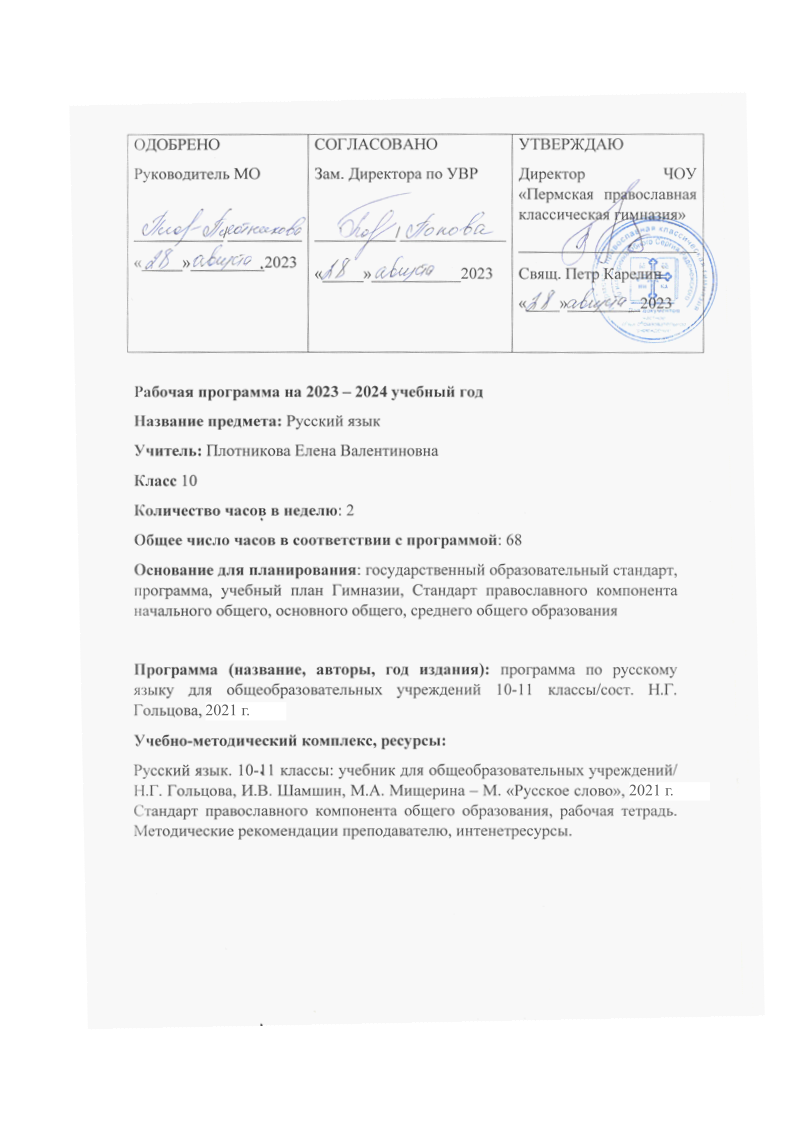 ОДОБРЕНО
Руководитель МО
Плот- / Плотникова
«28» августа 2023
СОГЛАСОВАНО
Зам. Директора по УВР
Поп / Попова
«28» августа 2023
УТВЕРЖДАЮ
Директор ЧОУ
«Пермская православная
классическая гимназия»
Свящ. Петр Карелин
«28» августа 2023
Рабочая программа на 2023 – 2024 учебный год
Название предмета: Русский язык
Учитель: Плотникова Елена Валентиновна
Класс 10
Количество часов в неделю: 2
Общее число часов в соответствии с программой: 68
Основание для планирования: государственный образовательный стандарт,
программа, учебный план Гимназии, Стандарт православного компонента
начального общего, основного общего, среднего общего образования
Программа (название, авторы, год издания): программа по русскому
языку для общеобразовательных учреждений 10-11 классы/сост. Н.Г.
Гольцова, 2021 г.
Учебно-методический комплекс, ресурсы:
Русский язык. 10-11 классы: учебник для общеобразовательных учреждений/
Н.Г. Гольцова, И.В. Шамшин, М.А. Мищерина – М. «Русское слово», 2021 г.
Стандарт православного компонента общего образования, рабочая тетрадь.
Методические рекомендации преподавателю, интенетресурсы.